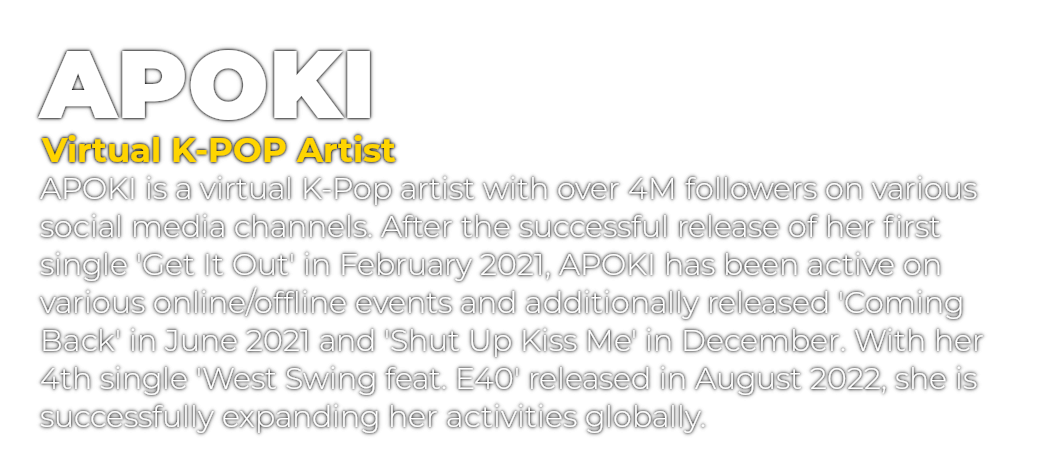 APOKI
Virtual K-POP Artist
APOKI is a virtual K-Pop artist with over 4M followers on various
social media channels. After the successful release of her first
single 'Get It Out' in February 2021, APOKI has been active on
various online/offline events and additionally released 'Coming
Back' in June 2021 and 'Shut Up Kiss Me' in December. With her
4th single 'West Swing feat. E40' released in August 2022, she is
successfully expanding her activities globally.